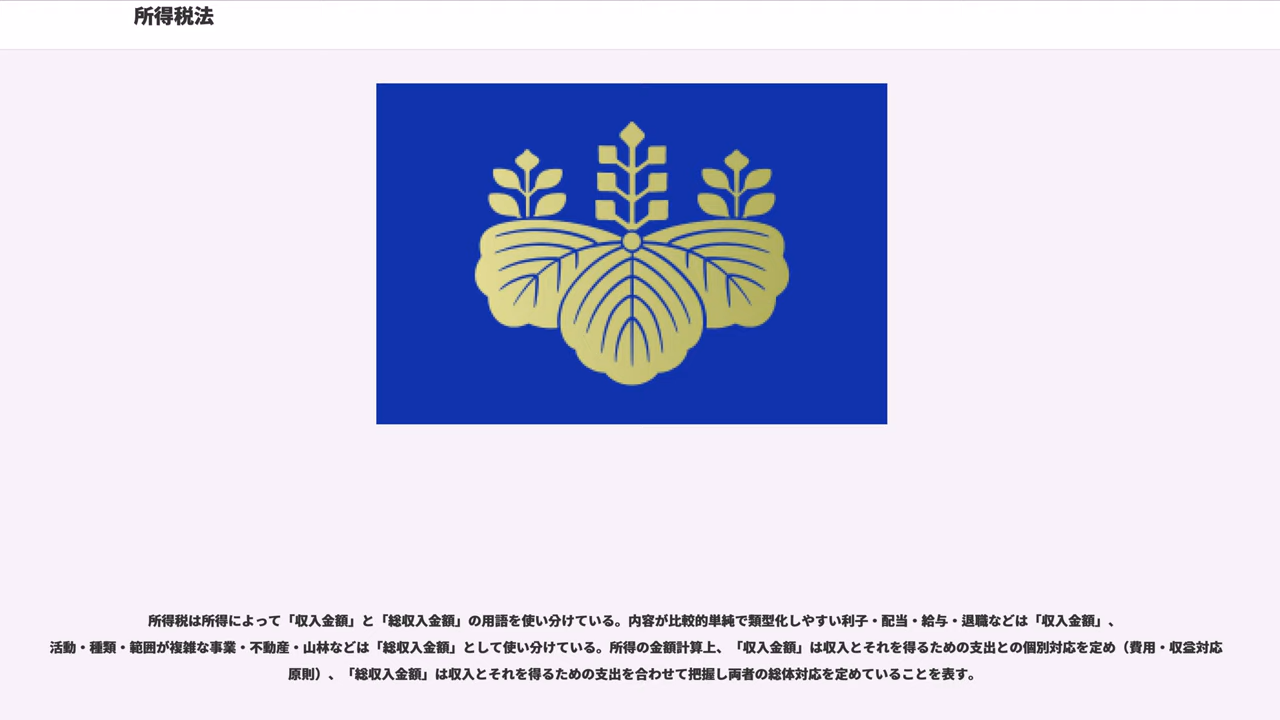 所得税法
所得税は所得によって「収入金額」と「総収入金額」の用語を使い分けている。内容が比較的単純で類型化しやすい利子・配当・給与・退職などは「収入金額」、
活動・種類・範囲が複雑な事業・不動産・山林などは「総収入金額」として使い分けている。所得の金額計算上、「収入金額」は収入とそれを得るための支出との個別対応を定め（費用・収益対応
原則）、「総収入金額」は収入とそれを得るための支出を合わせて把握し両者の総体対応を定めていることを表す。